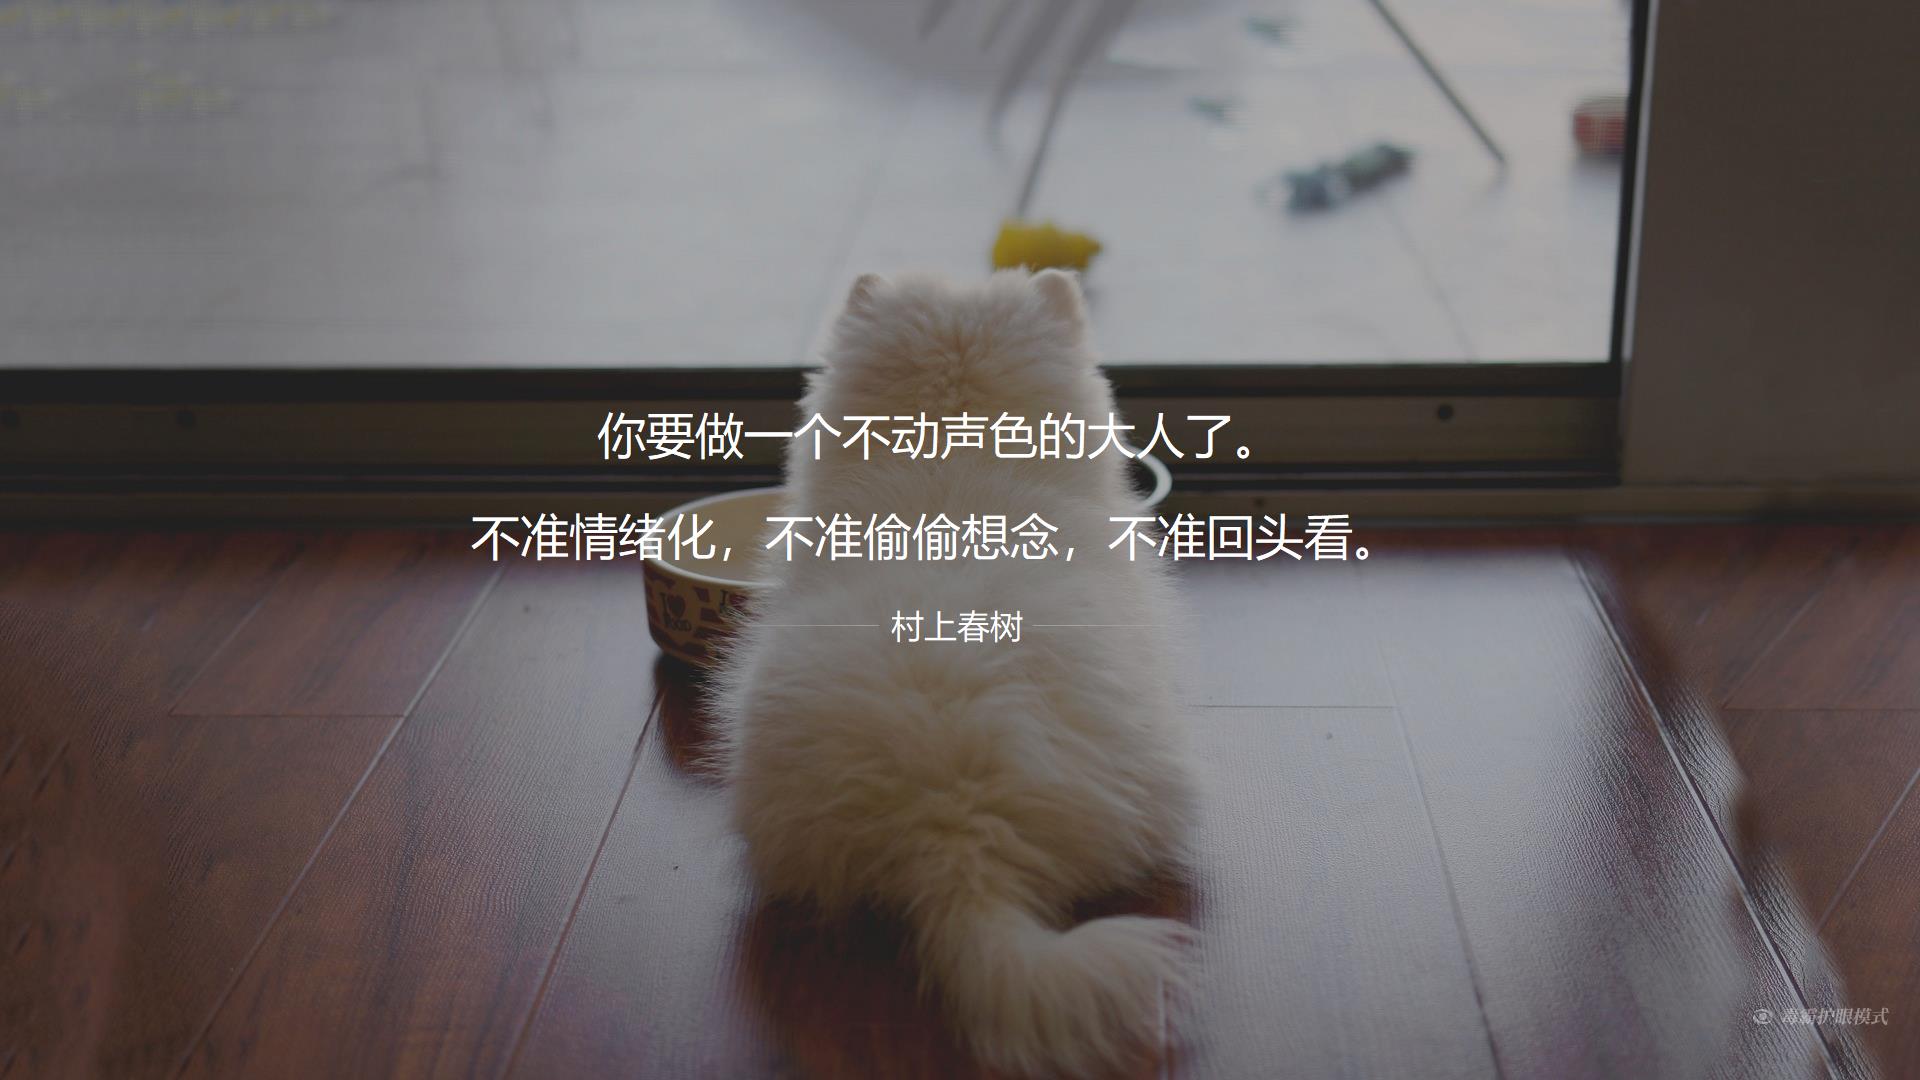 你要做一个不动声色的大人了。
不准情绪化，不准偷偷想念，不准回头看。
村上春树
I♥
FOOD
毒霸护眼模式